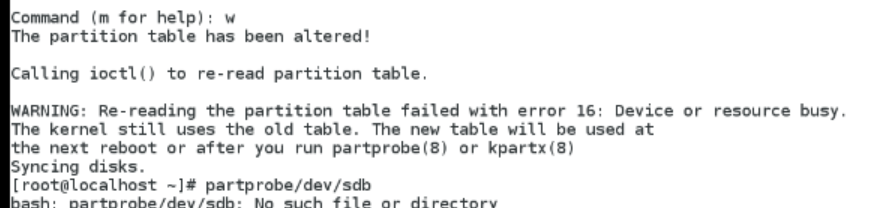 Command (m for help): w
The partition table has been altered!
Calling ioctl() to re-read partition table.
WARNING: Re-reading the partition table failed with error 16: Device or resource busy.
The kernel still uses the old table. The new table will be used at
the next reboot or after you run partprobe(8) or kpartx(8)
Syncing disks.
[root@localhost ~]# partprobe/dev/sdb
bash: partprobe/dev/sdb: No such file or directory